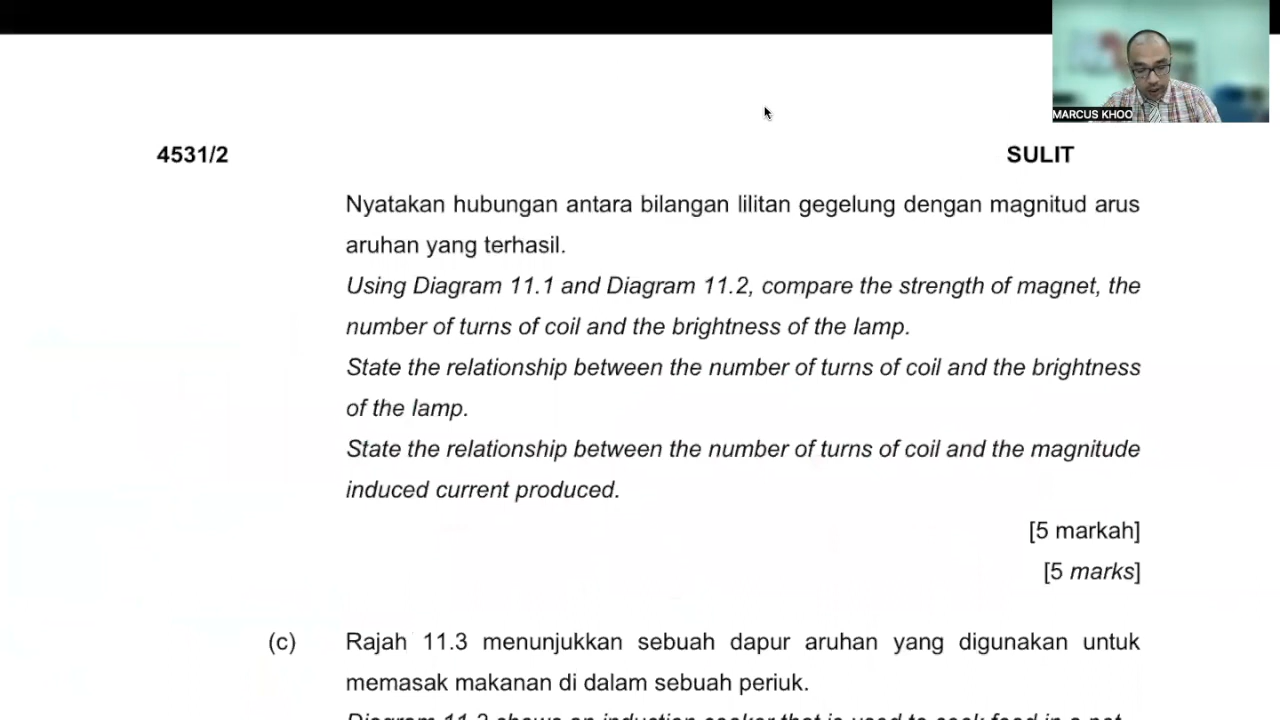 MARCUS KHOO
4531/2
SULIT
Nyatakan hubungan antara bilangan lilitan gegelung dengan magnitud arus
aruhan yang terhasil.
Using Diagram 11.1 and Diagram 11.2, compare the strength of magnet, the
number of turns of coil and the brightness of the lamp.
State the relationship between the number of turns of coil and the brightness
of the lamp.
State the relationship between the number of turns of coil and the magnitude
induced current produced.
[5 markah]
[5 marks]
(c) Rajah 11.3 menunjukkan sebuah dapur aruhan yang digunakan untuk
memasak makanan di dalam sebuah periuk.
Diagram 11.3 shows an induction cooker that is used to cook food in a pot.